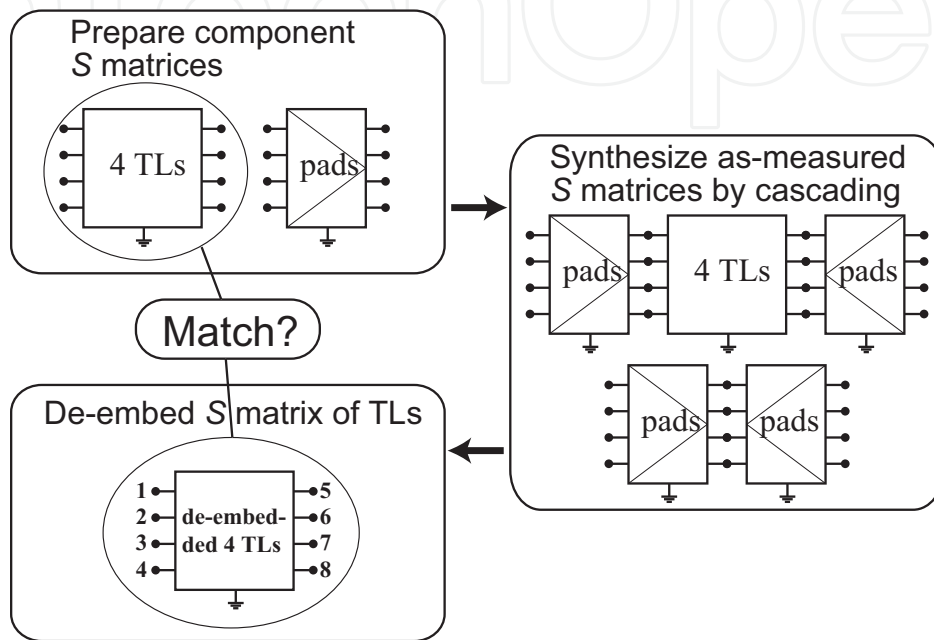 Prepare component
S matrices
4 TLs
pads
Synthesize as-measured
S matrices by cascading
pads
4 TLs
pads
pads
pads
Match?
De-embed S matrix of TLs
1
2
3
4
de-embed-
ded 4 TLs
5
6
7
8